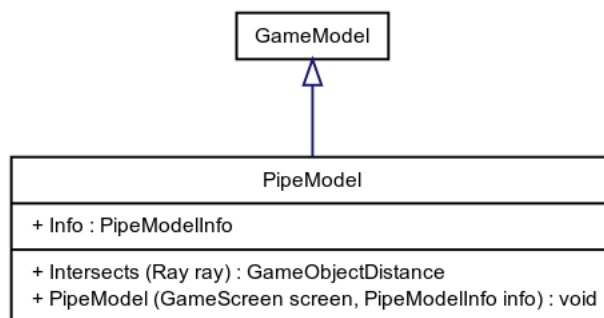 GameModel
PipeModel
+ Info : PipeModelInfo
+ Intersects (Ray ray) : GameObjectDistance
+ PipeModel (GameScreen screen, PipeModelInfo info) : void